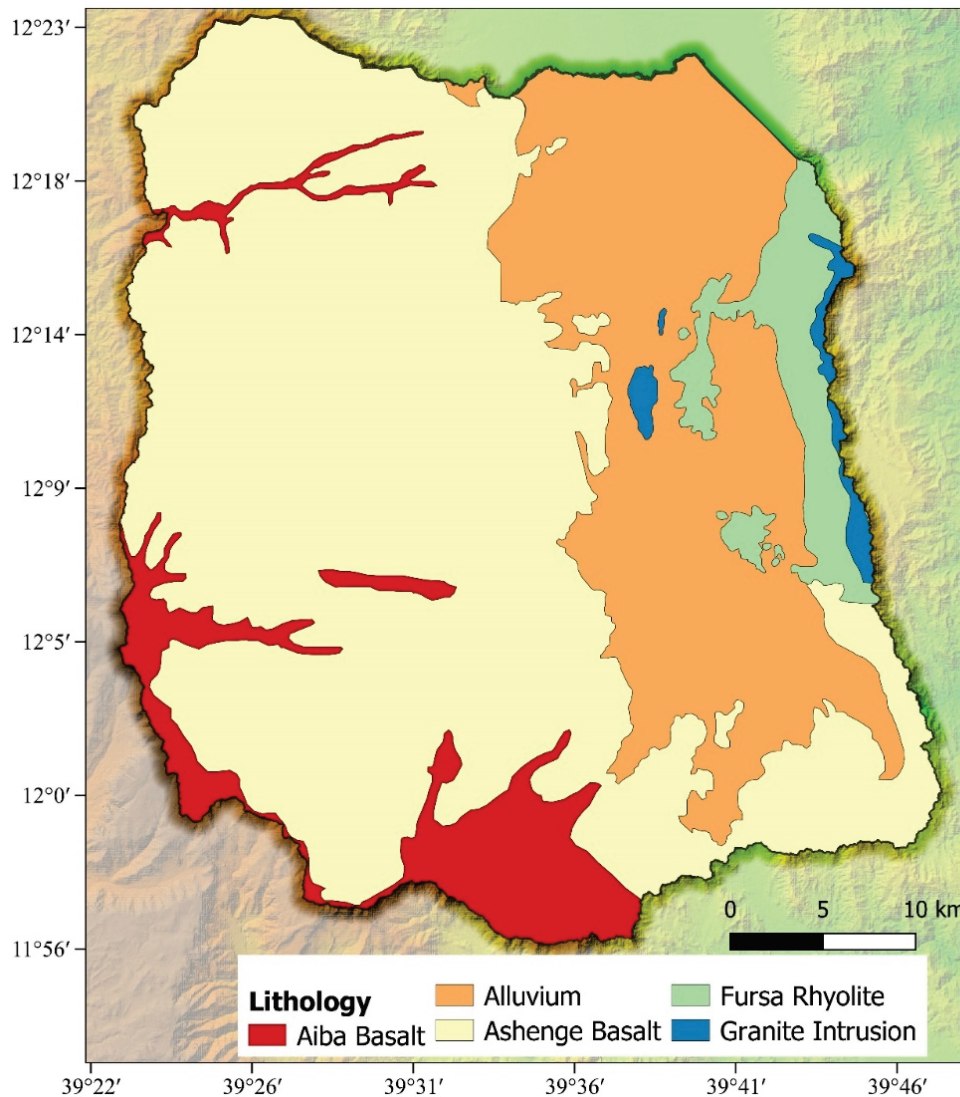 12°23′
12°18′
12°14′
12°9′
12°5′
12°0′
11°56′
0 5 10 km
Lithology
Aiba Basalt
Alluvium
Ashenge Basalt
Fursa Rhyolite
Granite Intrusion
39°22′ 39°26′ 39°31′ 39°36′ 39°41′ 39°46′